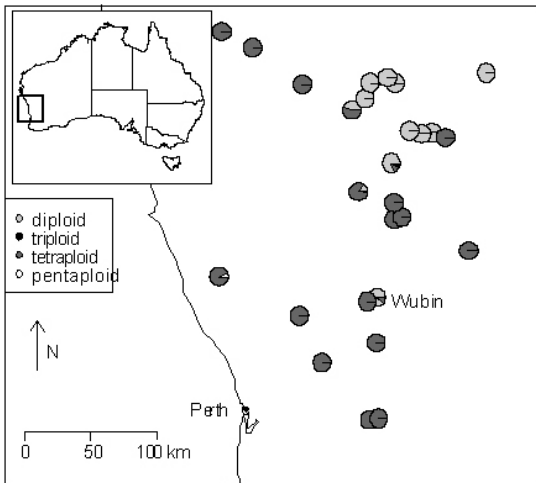 diploid
triploid
tetraploid
pentaploid
N
Wubin
Perth
0 50 100 km